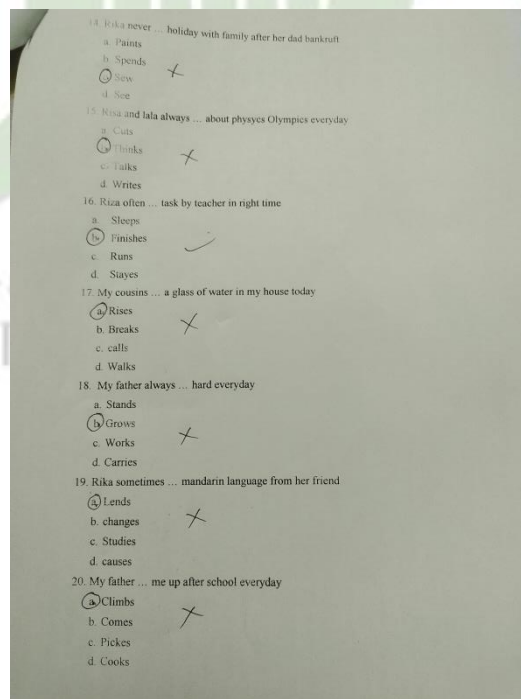 14. Rika never ... holiday with family after her dad bankruft
a. Paints
b. Spends
c. Sew
d. See
15. Risa and lala always ... about physycs Olympics everyday
a. Cuts
b. Thinks
c. Talks
d. Writes
16. Riza often ... task by teacher in right time
a. Sleeps
b. Finishes
c. Runs
d. Stayes
17. My cousins ... a glass of water in my house today
a. Rises
b. Breaks
c. calls
d. Walks
18. My father always ... hard everyday
a. Stands
b. Grows
c. Works
d. Carries
19. Rika sometimes ... mandarin language from her friend
a. Lends
b. changes
c. Studies
d. causes
20. My father ... me up after school everyday
a. Climbs
b. Comes
c. Pickes
d. Cooks